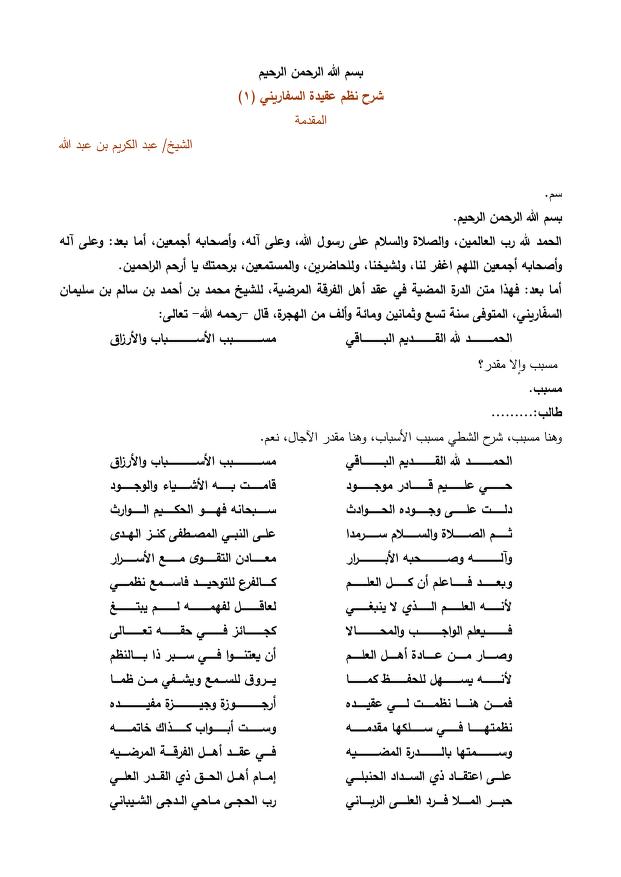 بسم الله الرحمن الرحيم
شرح نظم عقيدة السفاريني (١)
المقدمة
الشيخ/ عبد الكريم بن عبد الله
سم.
بسم الله الرحمن الرحيم.
الحمد لله رب العالمين، والصلاة والسلام على رسول الله، وعلى آله، وأصحابه أجمعين، أما بعد: وعلى آله
وأصحابه أجمعين اللهم اغفر لنا، ولشيخنا، وللحاضرين، والمستمعين، برحمتك يا أرحم الراحمين.
أما بعد: فهذا متن الدرة المضية في عقد أهل الفرقة المرضية، للشيخ محمد بن أحمد بن سالم بن سليمان
السفّاريني، المتوفى سنة تسع وثمانين ومائة وألف من الهجرة، قال –رحمه الله– تعالى:
الحمد لله القديم الباقي مسبب الأسباب والأرزاق
مسبب وإلا مقدر؟
مسبب.
طالب:.........
وهنا مسبب، شرح الشطي مسبب الأسباب، وهنا مقدر الآجال، نعم.
الحمد لله القديم الباقي مسبب الأسباب والأرزاق
حي عليم قادر موجود قامت به الأشياء والوجود
دلت على وجوده الحوادث سبحانه فهو الحكيم الوارث
ثم الصلاة والسلام سرمدا على النبي المصطفى كنز الهدى
وآله وصحبه الأبرار معادن التقوى مع الأسرار
وبعد فاعلم أن كل العلم كالفرع للتوحيد فاسمع نظمي
لأنه العلم الذي لا ينبغي لعاقل لفهمه لم يبتغ
فيعلم الواجب والمحالا كجائز في حقه تعالى
وصار من عادة أهل العلم أن يعتنوا في سبر ذا بالنظم
لأنه يسهل للحفظ كما يروق للسمع ويشفي من ظما
فمن هنا نظمت لي عقيده أرجوزة وجيزة مفيده
نظمتها في سلكها مقدمه وست أبواب كذاك خاتمه
وسمتها بالدرة المضيه في عقد أهل الفرقة المرضيه
على اعتقاد ذي السداد الحنبلي إمام أهل الحق ذي القدر العلي
حبر الملا فرد العلى الرباني رب الحجى ماحي الدجى الشيباني